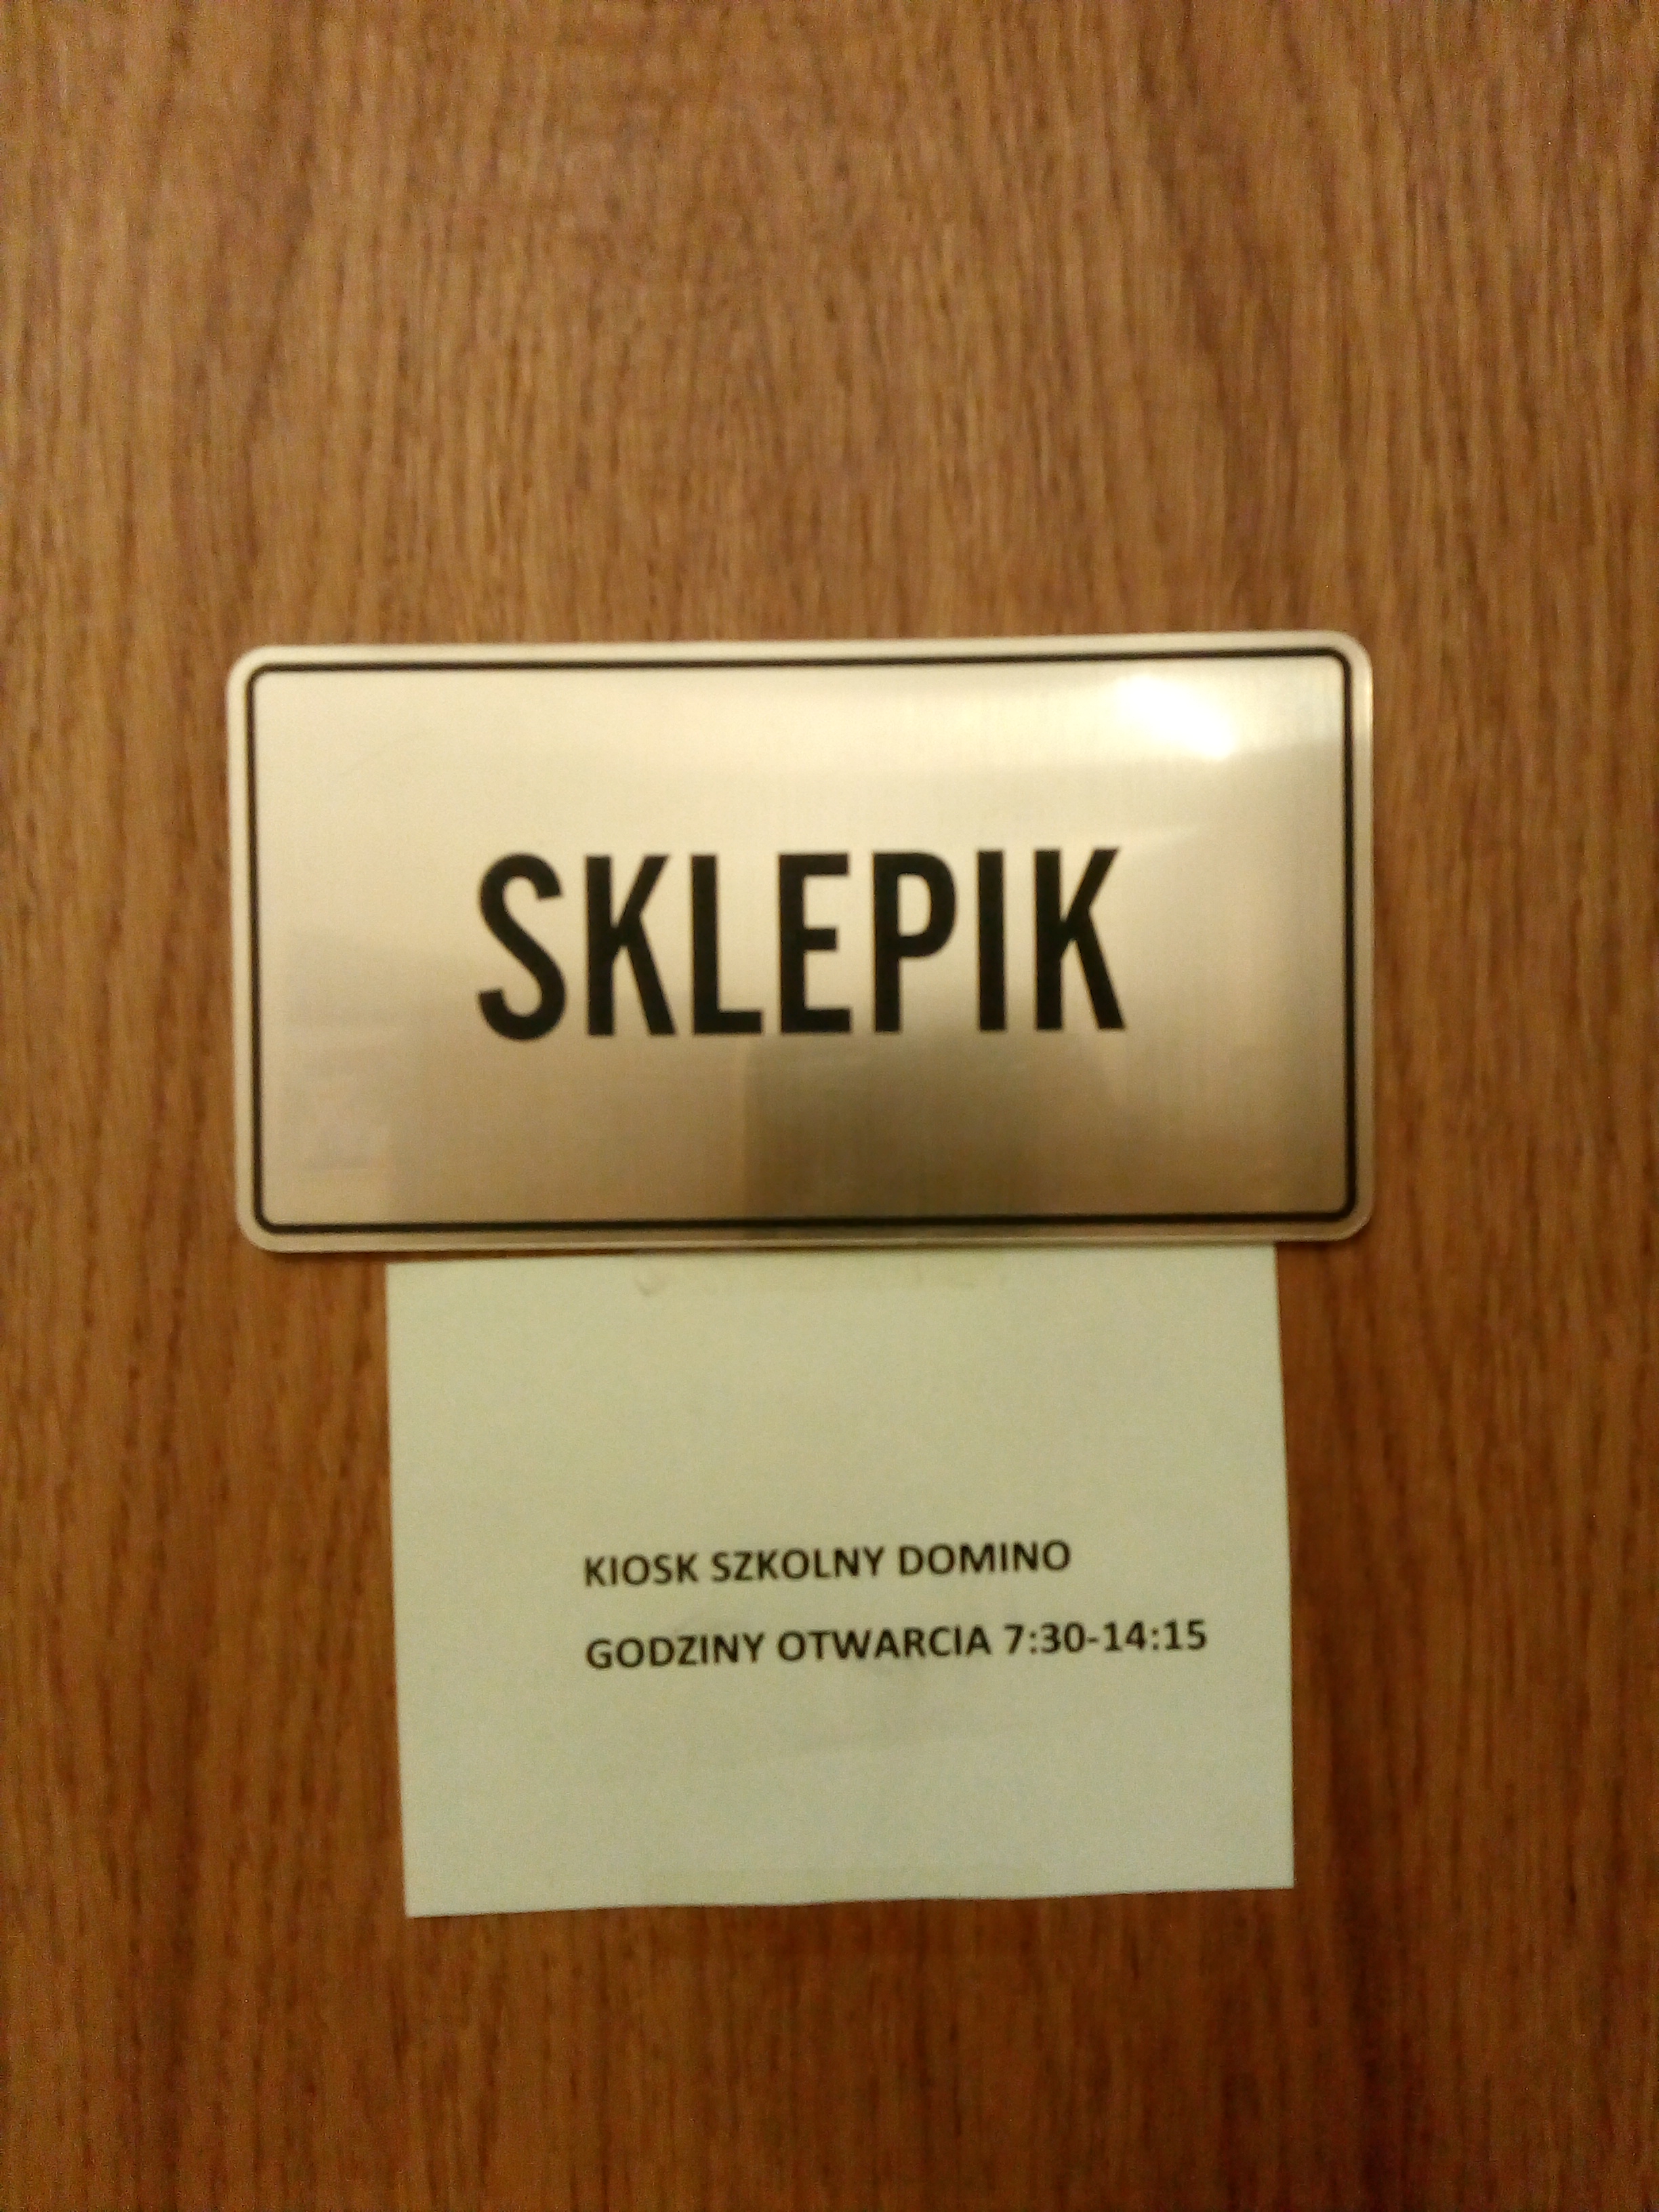 SKLEPIK
KIOSK SZKOLNY DOMINO
GODZINY OTWARCIA 7:30-14:15